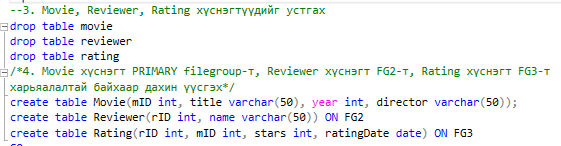 --3. Movie, Reviewer, Rating хүснэгтүүдийг устгах
drop table movie
drop table reviewer
drop table rating
/*4. Movie хүснэгт PRIMARY filegroup-т, Reviewer хүснэгт FG2-т, Rating хүснэгт FG3-т
харьяалалтай байхаар дахин үүсгэх*/
create table Movie(mID int, title varchar(50), year int, director varchar(50));
create table Reviewer(rID int, name varchar(50)) ON FG2
create table Rating(rID int, mID int, stars int, ratingDate date) ON FG3